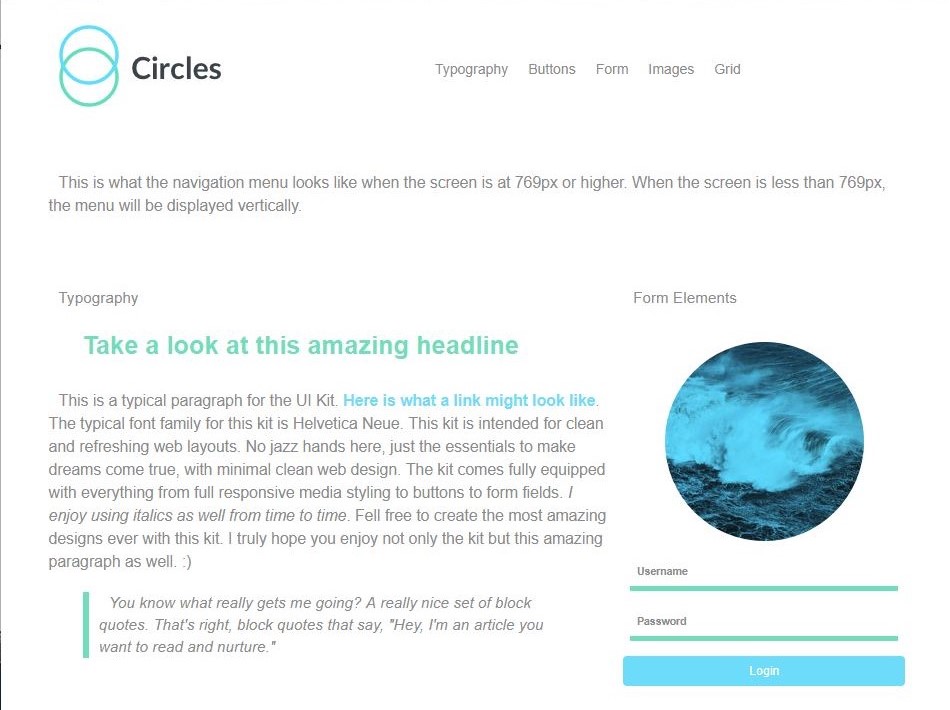 Circles
Typography Buttons Form Images Grid
This is what the navigation menu looks like when the screen is at 769px or higher. When the screen is less than 769px,
the menu will be displayed vertically.
Typography
Take a look at this amazing headline
This is a typical paragraph for the UI Kit. Here is what a link might look like.
The typical font family for this kit is Helvetica Neue. This kit is intended for clean
and refreshing web layouts. No jazz hands here, just the essentials to make
dreams come true, with minimal clean web design. The kit comes fully equipped
with everything from full responsive media styling to buttons to form fields. I
enjoy using italics as well from time to time. Fell free to create the most amazing
designs ever with this kit. I truly hope you enjoy not only the kit but this amazing
paragraph as well. :)
You know what really gets me going? A really nice set of block
quotes. That's right, block quotes that say, "Hey, I'm an article you
want to read and nurture."
Form Elements
Username
Password
Login